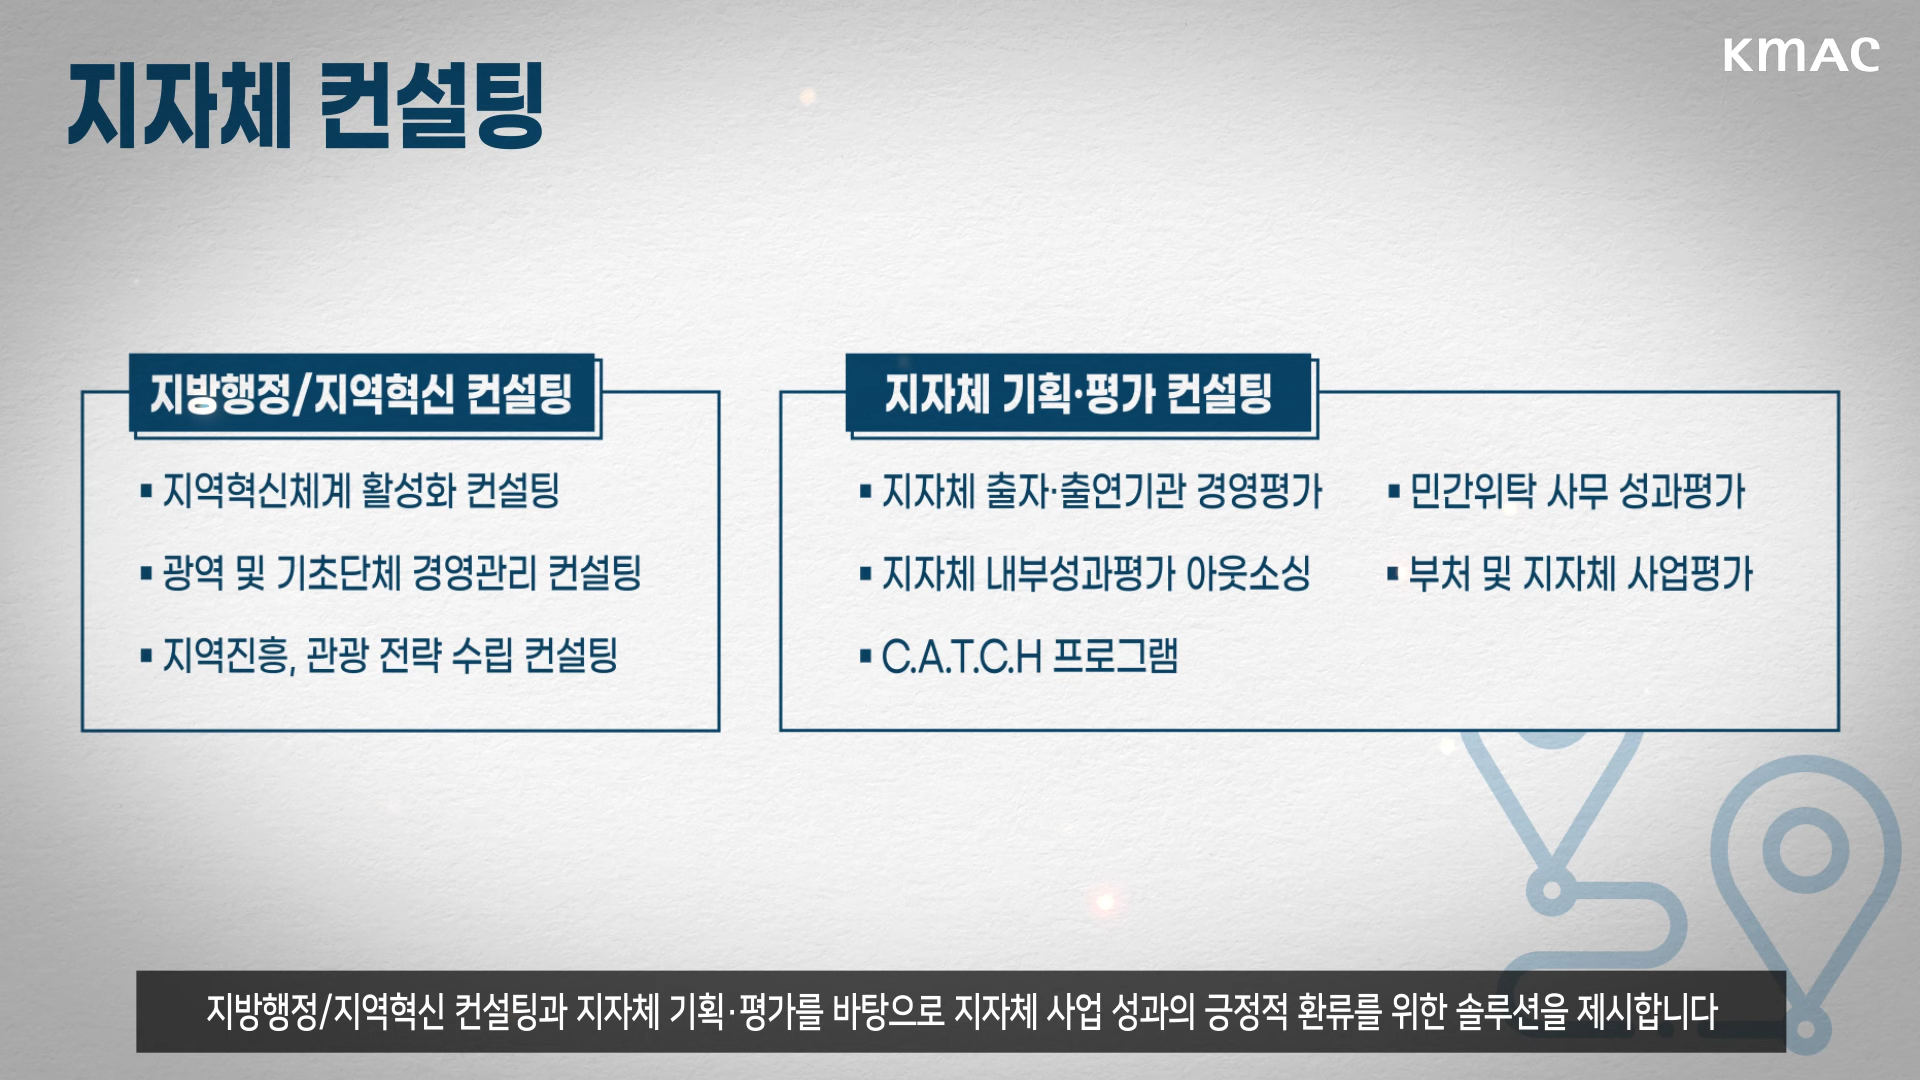 지자체 컨설팅
KMAC
지방행정/지역혁신 컨설팅
▪ 지역혁신체계 활성화 컨설팅
▪ 광역 및 기초단체 경영관리 컨설팅
▪ 지역진흥, 관광 전략 수립 컨설팅
지자체 기획·평가 컨설팅
▪ 지자체 출자·출연기관 경영평가
▪ 지자체 내부성과평가 아웃소싱
▪ C.A.T.C.H 프로그램
▪ 민간위탁 사무 성과평가
▪ 부처 및 지자체 사업평가
지방행정/지역혁신 컨설팅과 지자체 기획·평가를 바탕으로 지자체 사업 성과의 긍정적 환류를 위한 솔루션을 제시합니다